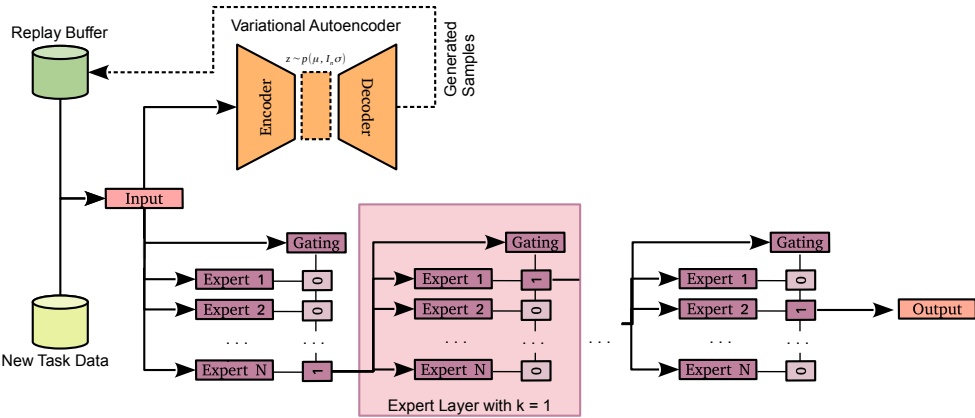 Replay Buffer
Variational Autoencoder
z∼p(μ, Iₙσ)
Encoder
Decoder
Generated
Samples
Input
New Task Data
Gating
Expert 1
0
Expert 2
0
. . .
. . .
Expert N
1
Gating
Expert 1
1
Expert 2
0
. . .
. . .
Expert N
0
Expert Layer with k = 1
. . .
Gating
Expert 1
0
Expert 2
1
. . .
. . .
Expert N
0
Output